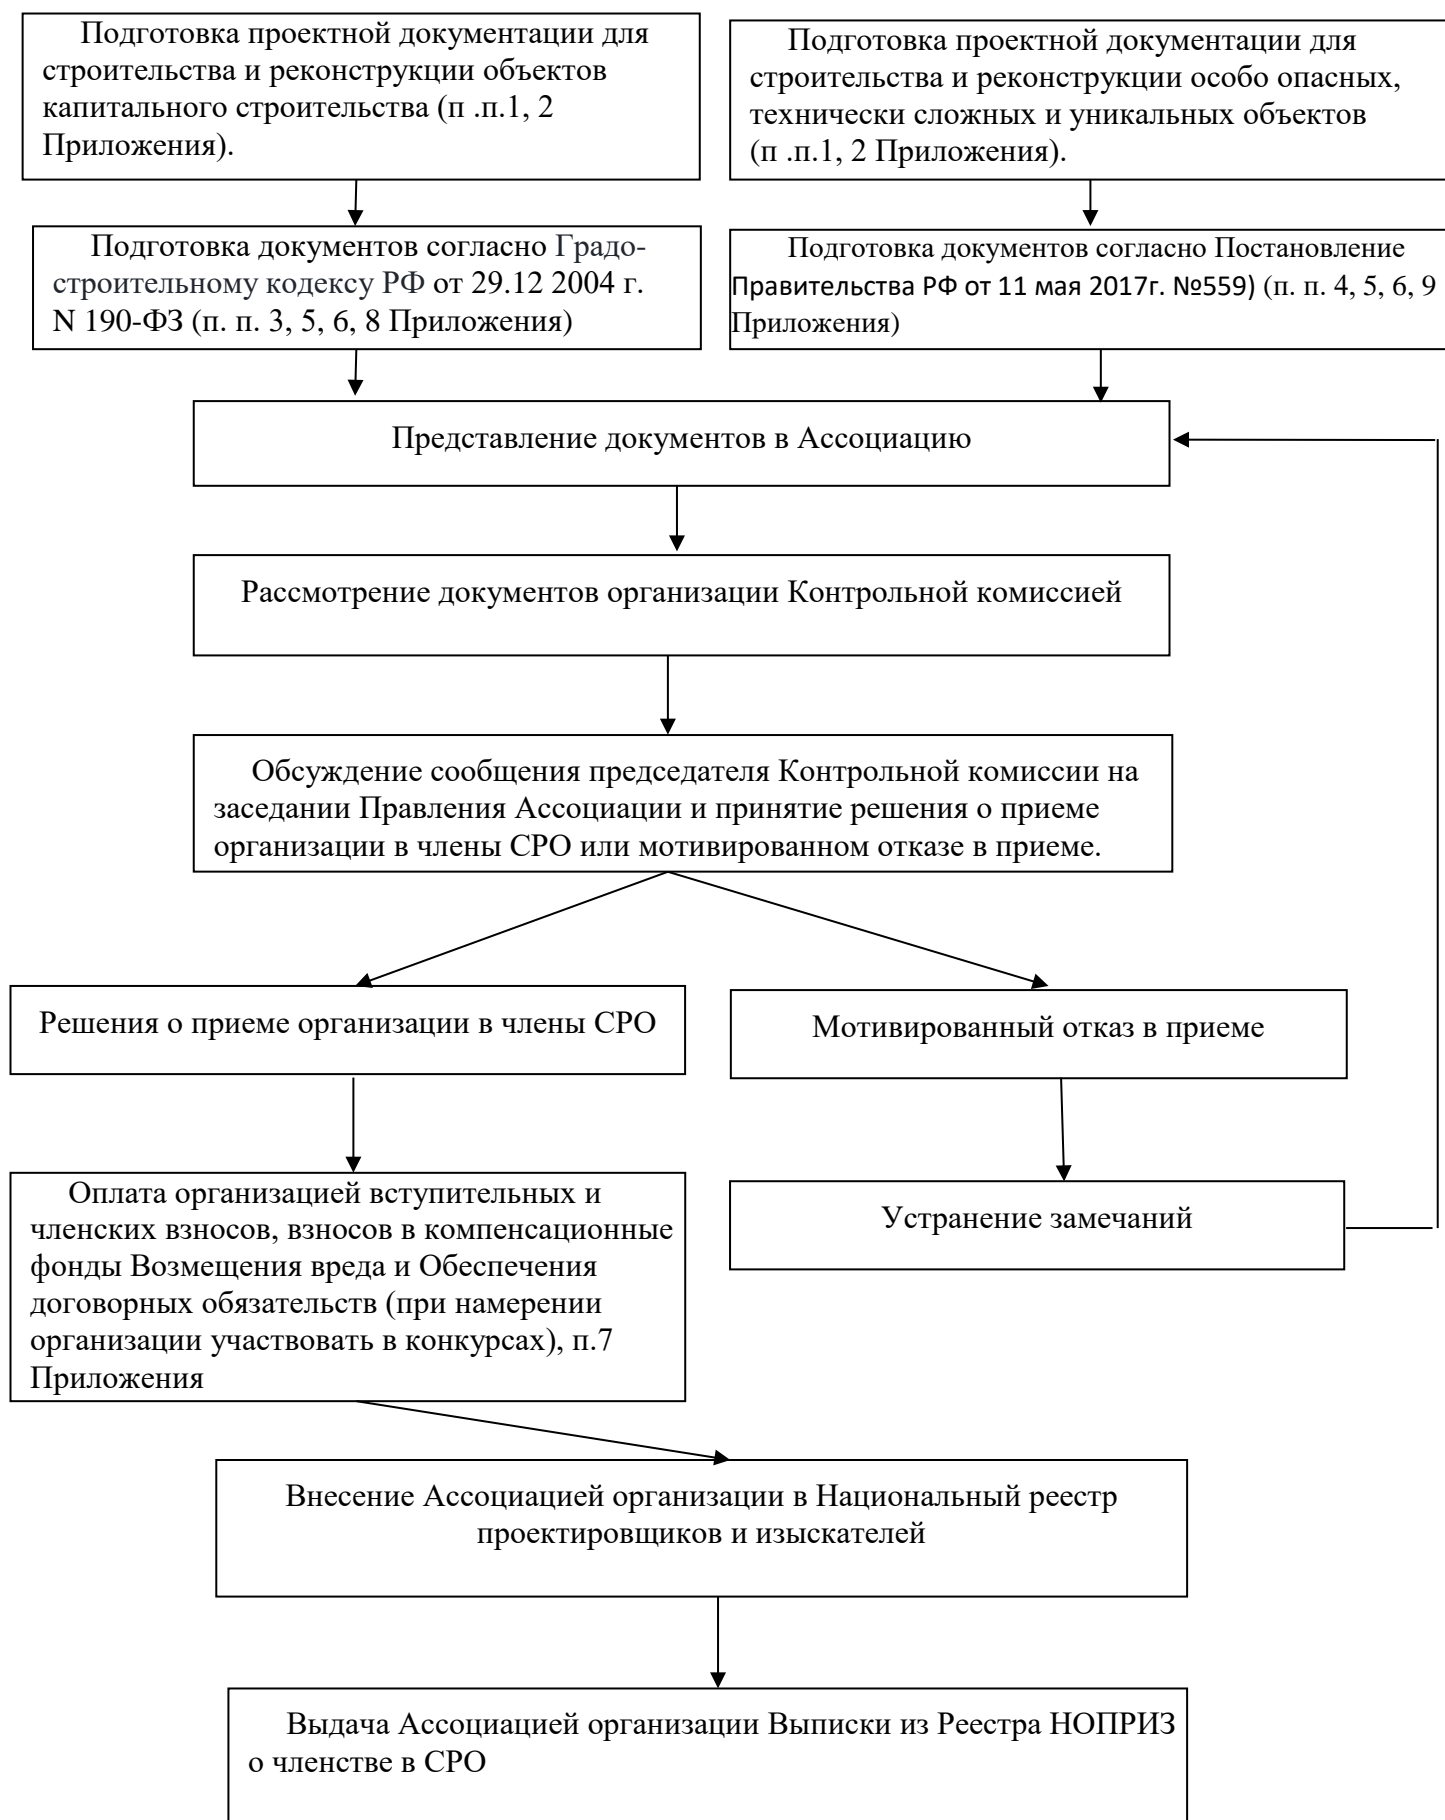 Подготовка проектной документации для
строительства и реконструкции объектов
капитального строительства (п .п.1, 2
Приложения).
Подготовка проектной документации для
строительства и реконструкции особо опасных,
технически сложных и уникальных объектов
(п .п.1, 2 Приложения).
Подготовка документов согласно Градо-
строительному кодексу РФ от 29.12 2004 г.
N 190-ФЗ (п. п. 3, 5, 6, 8 Приложения)
Подготовка документов согласно Постановление
Правительства РФ от 11 мая 2017г. №559) (п. п. 4, 5, 6, 9
Приложения)
Представление документов в Ассоциацию
Рассмотрение документов организации Контрольной комиссией
Обсуждение сообщения председателя Контрольной комиссии на
заседании Правления Ассоциации и принятие решения о приеме
организации в члены СРО или мотивированном отказе в приеме.
Решения о приеме организации в члены СРО
Мотивированный отказ в приеме
Оплата организацией вступительных и
членских взносов, взносов в компенсационные
фонды Возмещения вреда и Обеспечения
договорных обязательств (при намерении
организации участвовать в конкурсах), п.7
Приложения
Устранение замечаний
Внесение Ассоциацией организации в Национальный реестр
проектировщиков и изыскателей
Выдача Ассоциацией организации Выписки из Реестра НОПРИЗ
о членстве в СРО